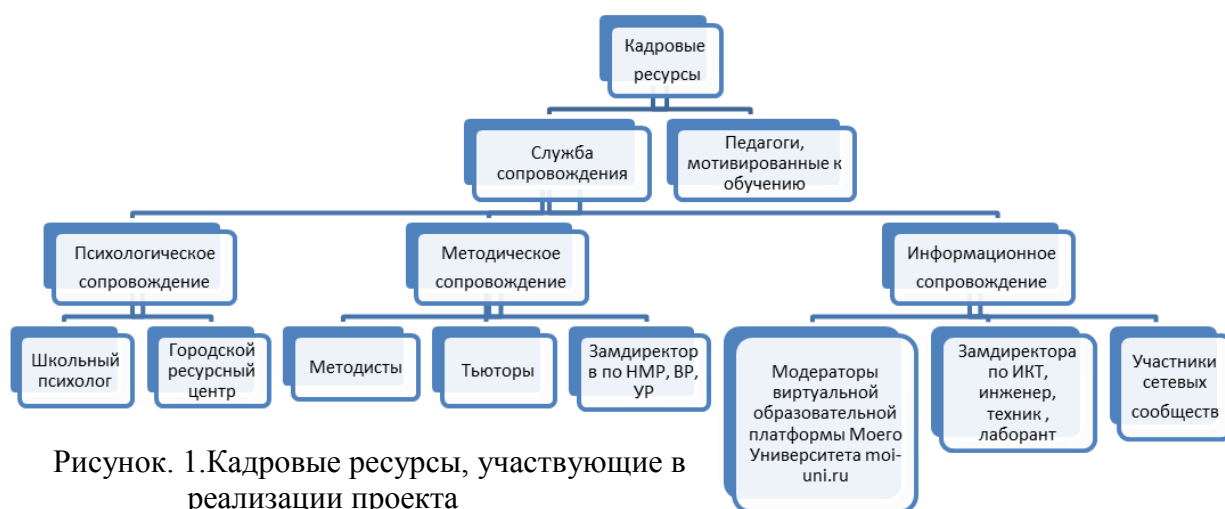 Кадровые
ресурсы
Служба
сопровождения
Педагоги,
мотивированные к
обучению
Психологическое
сопровождение
Методическое
сопровождение
Информационное
сопровождение
Школьный
психолог
Городской
ресурсный
центр
Методисты
Тьюторы
Замдиректор
в по НМР, ВР,
УР
Модераторы
виртуальной
образовательной
платформы Моего
Университета moi-
uni.ru
Замдиректора
по ИКТ,
инженер,
техник ,
лаборант
Участники
сетевых
сообществ
Рисунок. 1.Кадровые ресурсы, участвующие в
реализации проекта